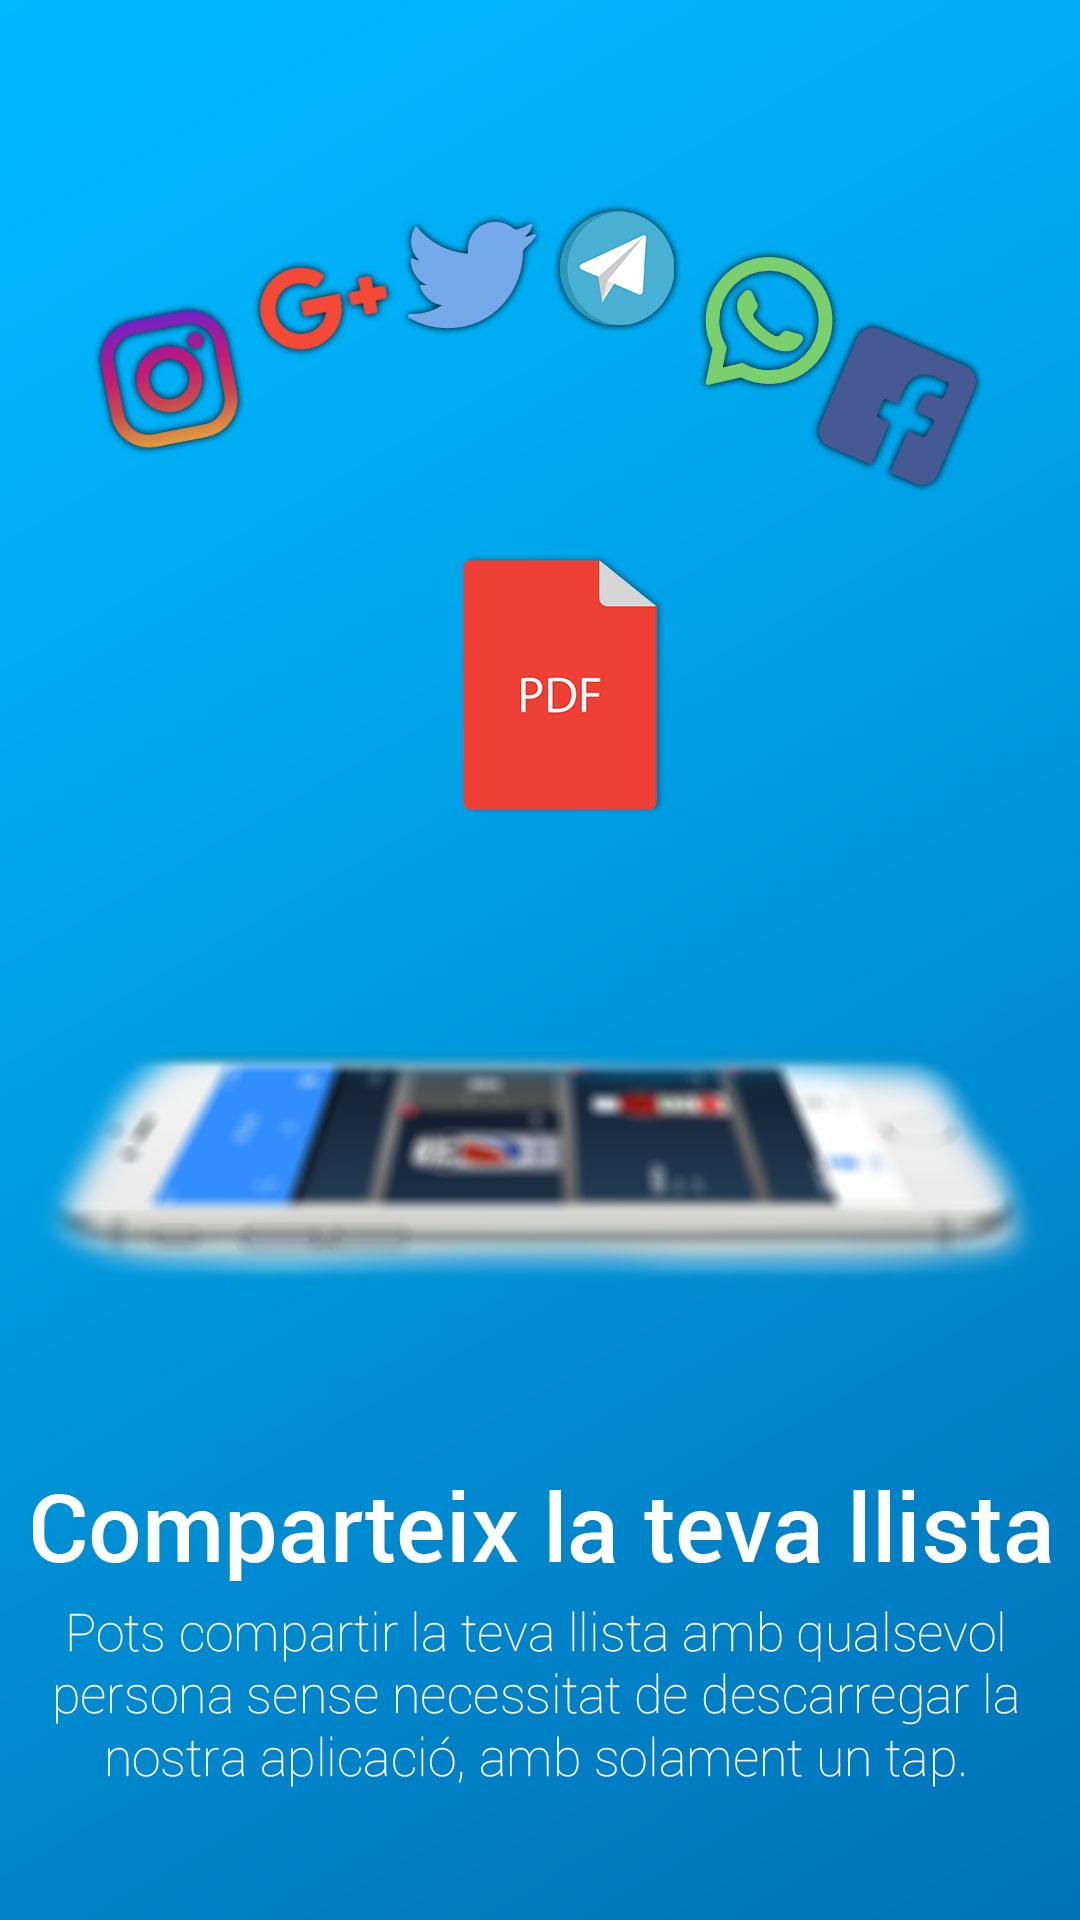 PDF
Comparteix la teva llista
Pots compartir la teva llista amb qualsevol
persona sense necessitat de descarregar la
nostra aplicació, amb solament un tap.